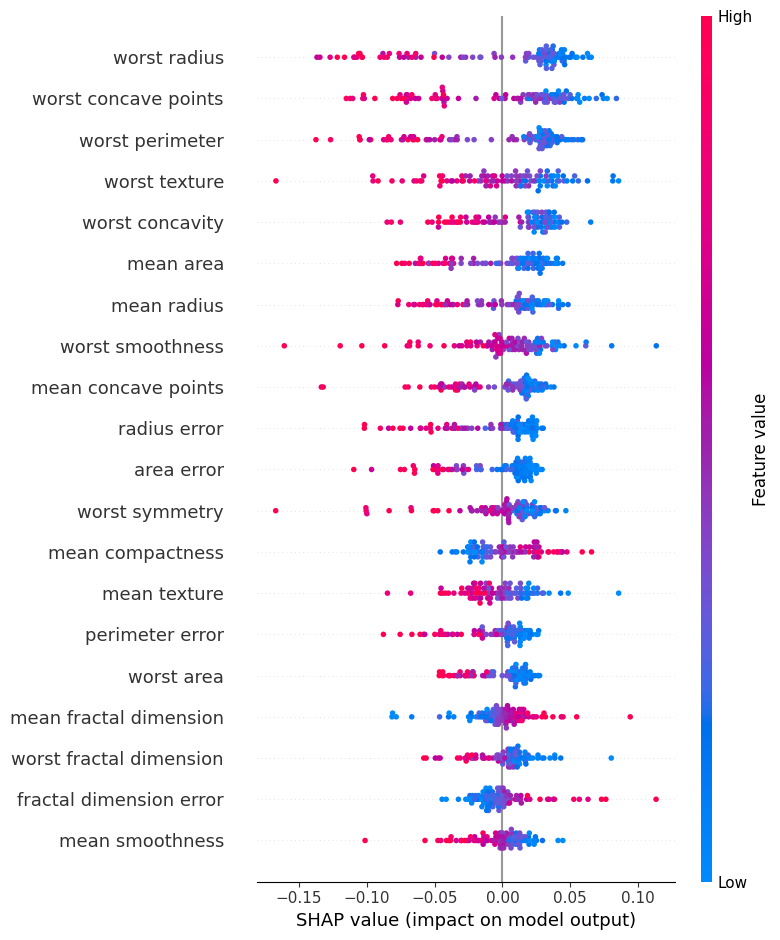 High
worst radius
worst concave points
worst perimeter
worst texture
worst concavity
mean area
mean radius
worst smoothness
mean concave points
radius error
area error
worst symmetry
mean compactness
mean texture
perimeter error
worst area
mean fractal dimension
worst fractal dimension
fractal dimension error
mean smoothness
Feature value
Low
−0.15 −0.10 −0.05 0.00 0.05 0.10
SHAP value (impact on model output)